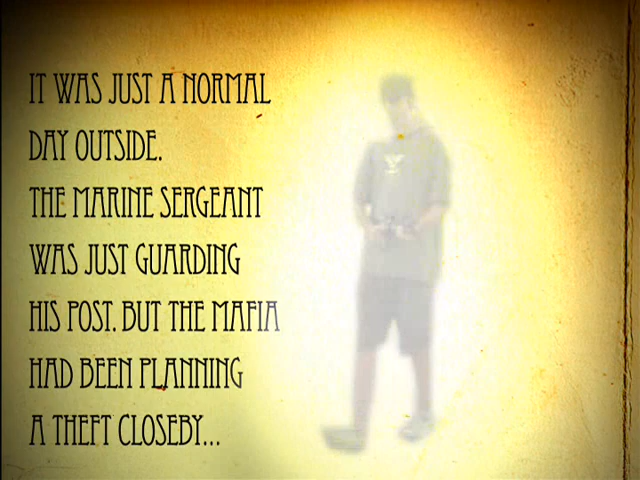 IT WAS JUST A NORMAL
DAY OUTSIDE.
THE MARINE SERGEANT
WAS JUST GUARDING
HIS POST. BUT THE MAFIA
HAD BEEN PLANNING
A THEFT CLOSEBY...